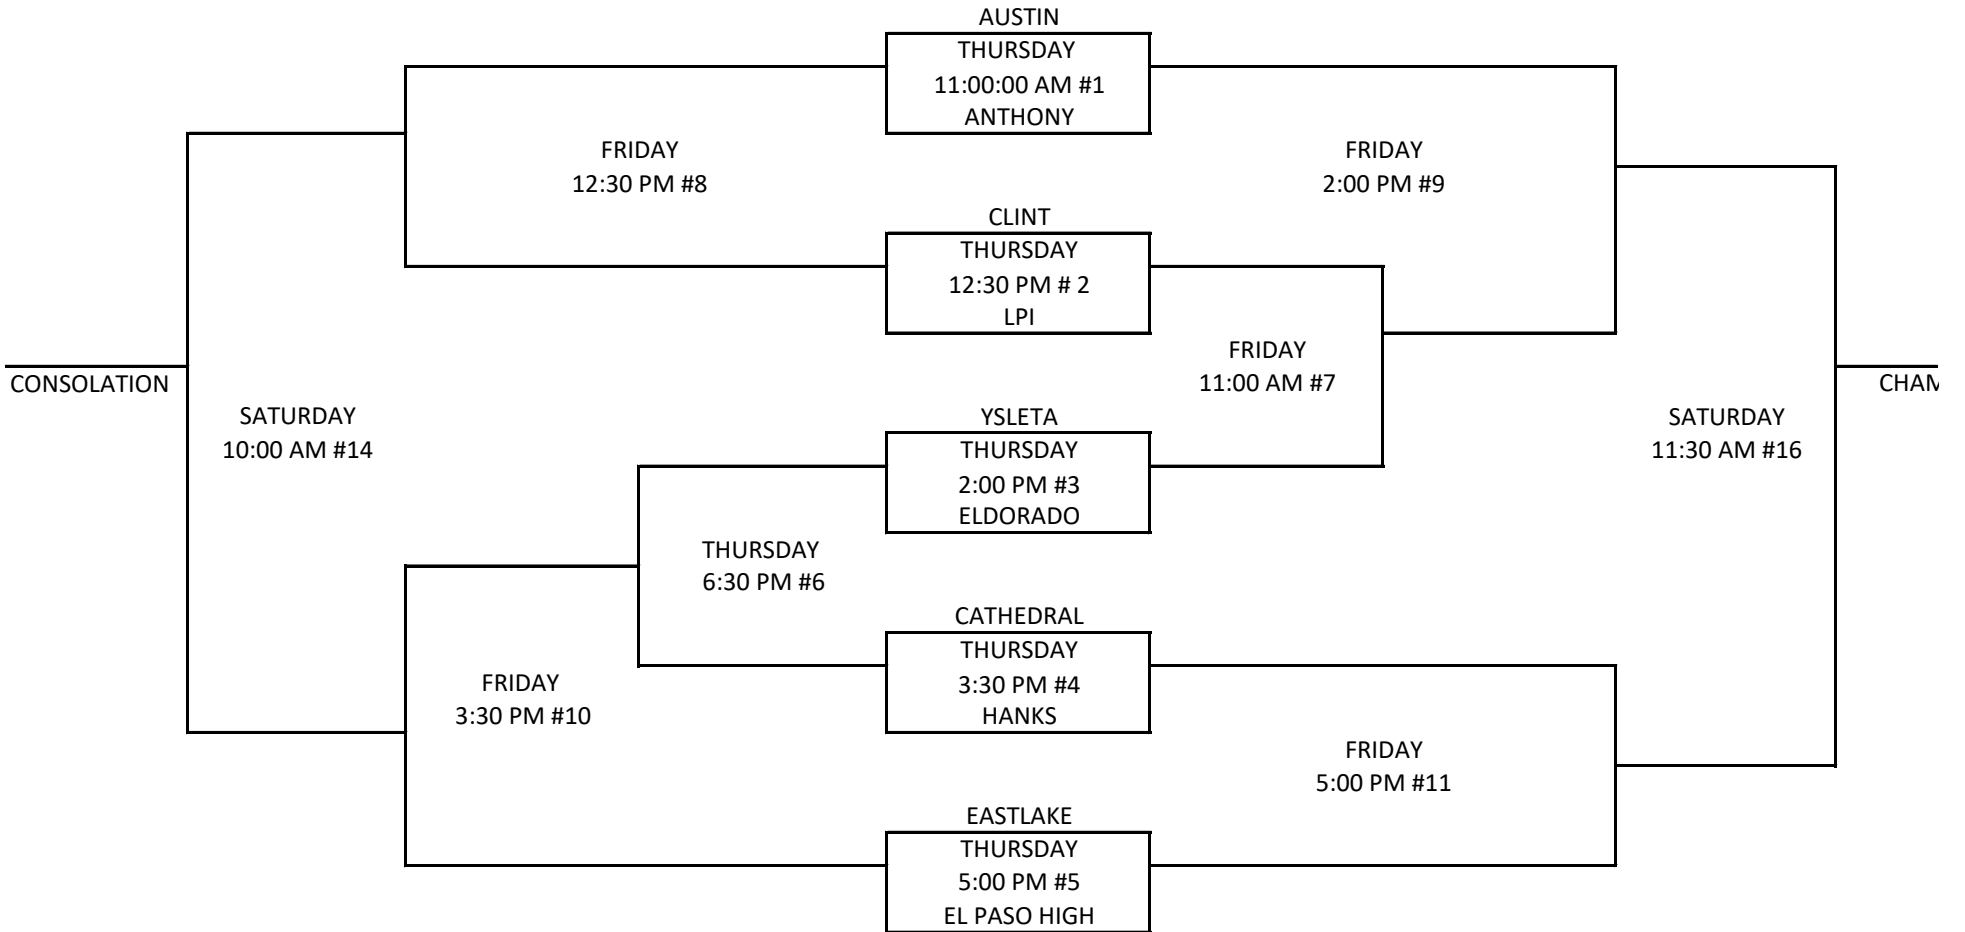 AUSTIN
THURSDAY
11:00:00 AM #1
ANTHONY
FRIDAY
12:30 PM #8
FRIDAY
2:00 PM #9
CLINT
THURSDAY
12:30 PM # 2
LPI
FRIDAY
11:00 AM #7
CONSOLATION
CHAM
SATURDAY
10:00 AM #14
YSLETA
THURSDAY
2:00 PM #3
ELDORADO
SATURDAY
11:30 AM #16
THURSDAY
6:30 PM #6
CATHEDRAL
THURSDAY
3:30 PM #4
HANKS
FRIDAY
3:30 PM #10
FRIDAY
5:00 PM #11
EASTLAKE
THURSDAY
5:00 PM #5
EL PASO HIGH